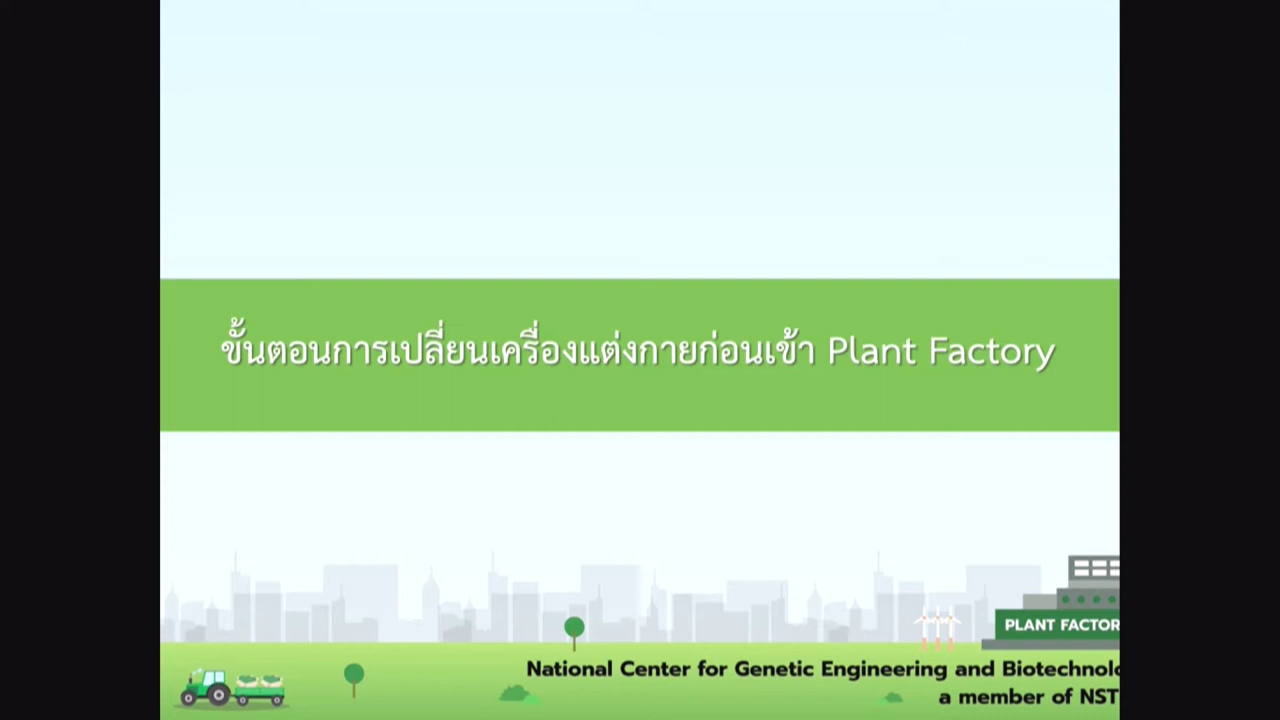 ขั้นตอนการเปลี่ยนเครื่องแต่งกายก่อนเข้า Plant Factory
PLANT FACTOR
National Center for Genetic Engineering and Biotechnolo
a member of NST